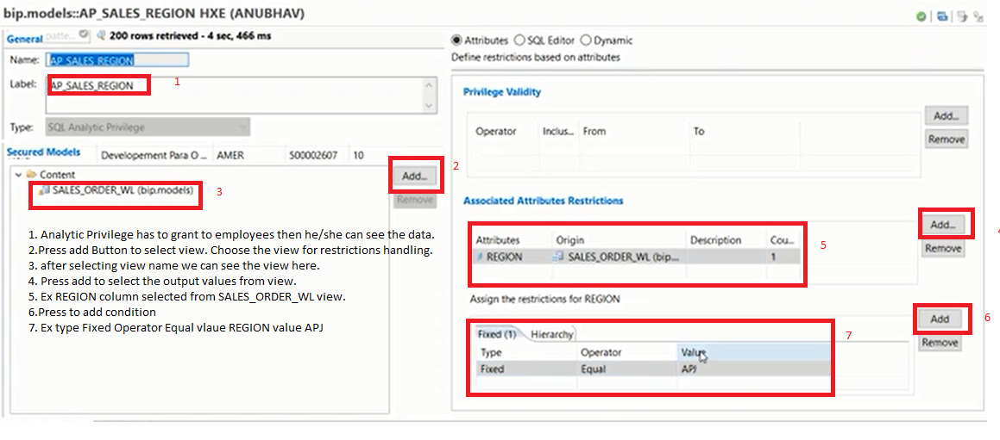 bip.models::AP_SALES_REGION HXE (ANUBHAV)
General patte... 200 rows retrieved - 4 sec, 466 ms
Name: AP_SALES_REGION
Label: AP_SALES_REGION 1
Type: SQL Analytic Privilege
Secured Models Developement Para O ... AMER 500002607 10
Content
SALES_ORDER_WL (bip.models) 3
Add... 2
Remove
1. Analytic Privilege has to grant to employees then he/she can see the data.
2.Press add Button to select view. Choose the view for restrictions handling.
3. after selecting view name we can see the view here.
4. Press add to select the output values from view.
5. Ex REGION column selected from SALES_ORDER_WL view.
6.Press to add condition
7. Ex type Fixed Operator Equal vlaue REGION value APJ
Attributes SQL Editor Dynamic
Define restrictions based on attributes
Privilege Validity
Add...
Operator Inclus... From To
Remove
Associated Attributes Restrictions
Add...
Attributes Origin Description Cou... 5
Remove
REGION SALES_ORDER_WL (bip... 1
Assign the restrictions for REGION
Add 6
Fixed (1) Hierarchy 7
Remove
Type Operator Value
Fixed Equal APJ